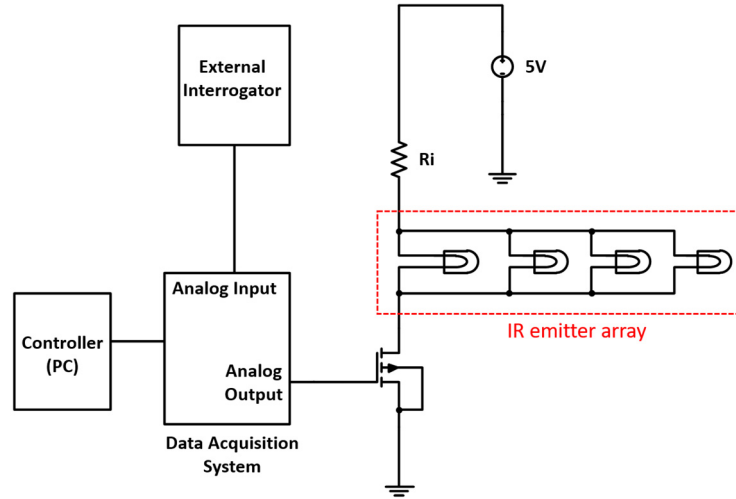 External
Interrogator
5V
Ri
Analog Input
Controller
(PC)
IR emitter array
Analog
Output
Data Acquisition
System